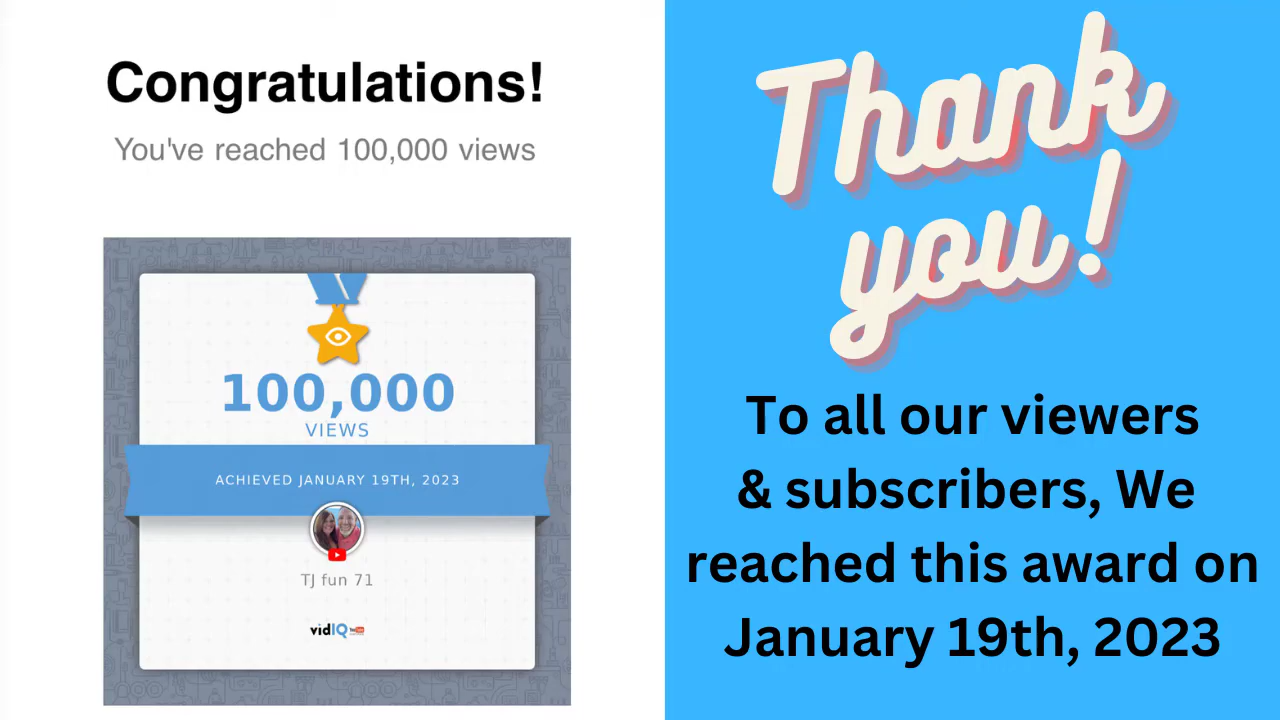 Congratulations!
You've reached 100,000 views
100,000
VIEWS
ACHIEVED JANUARY 19TH, 2023
TJ fun 71
vidIQ
Thank
you!
To all our viewers
& subscribers, We
reached this award on
January 19th, 2023